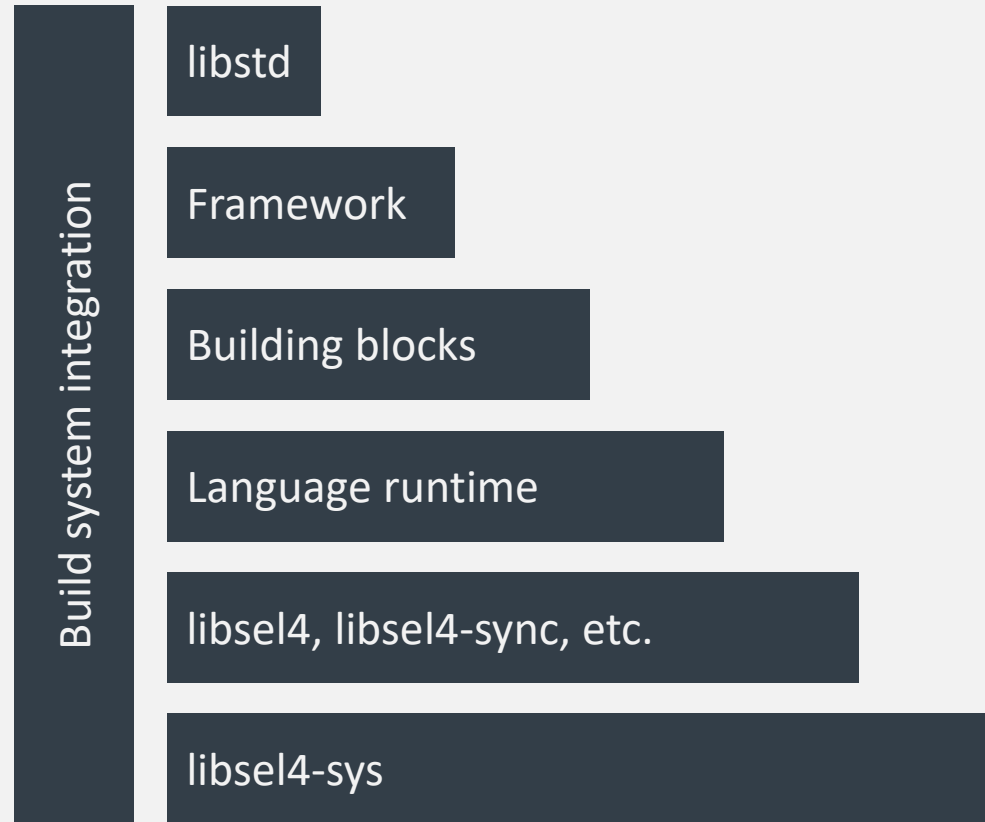 Build system integration
libstd
Framework
Building blocks
Language runtime
libsel4, libsel4-sync, etc.
libsel4-sys